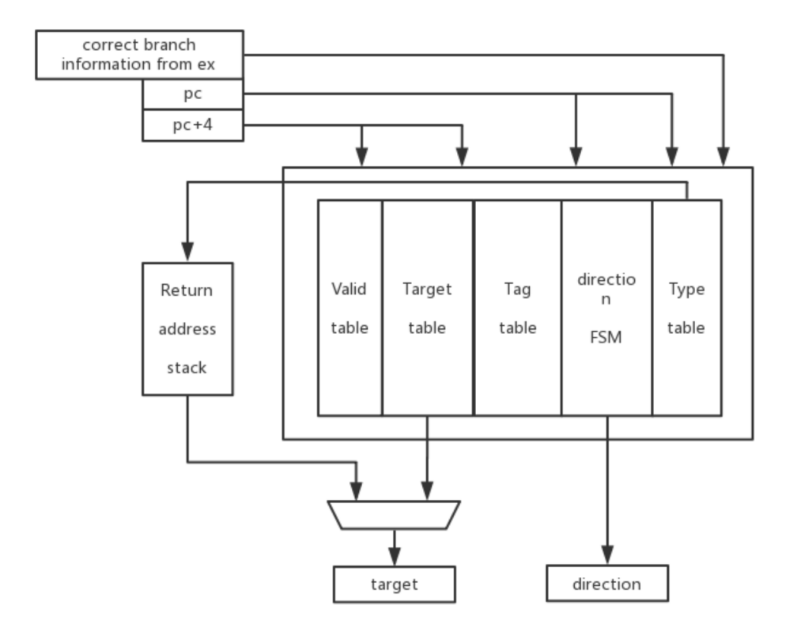 correct branch
information from ex
pc
pc+4
Return
address
stack
Valid
table
Target
table
Tag
table
directio
n
FSM
Type
table
target
direction